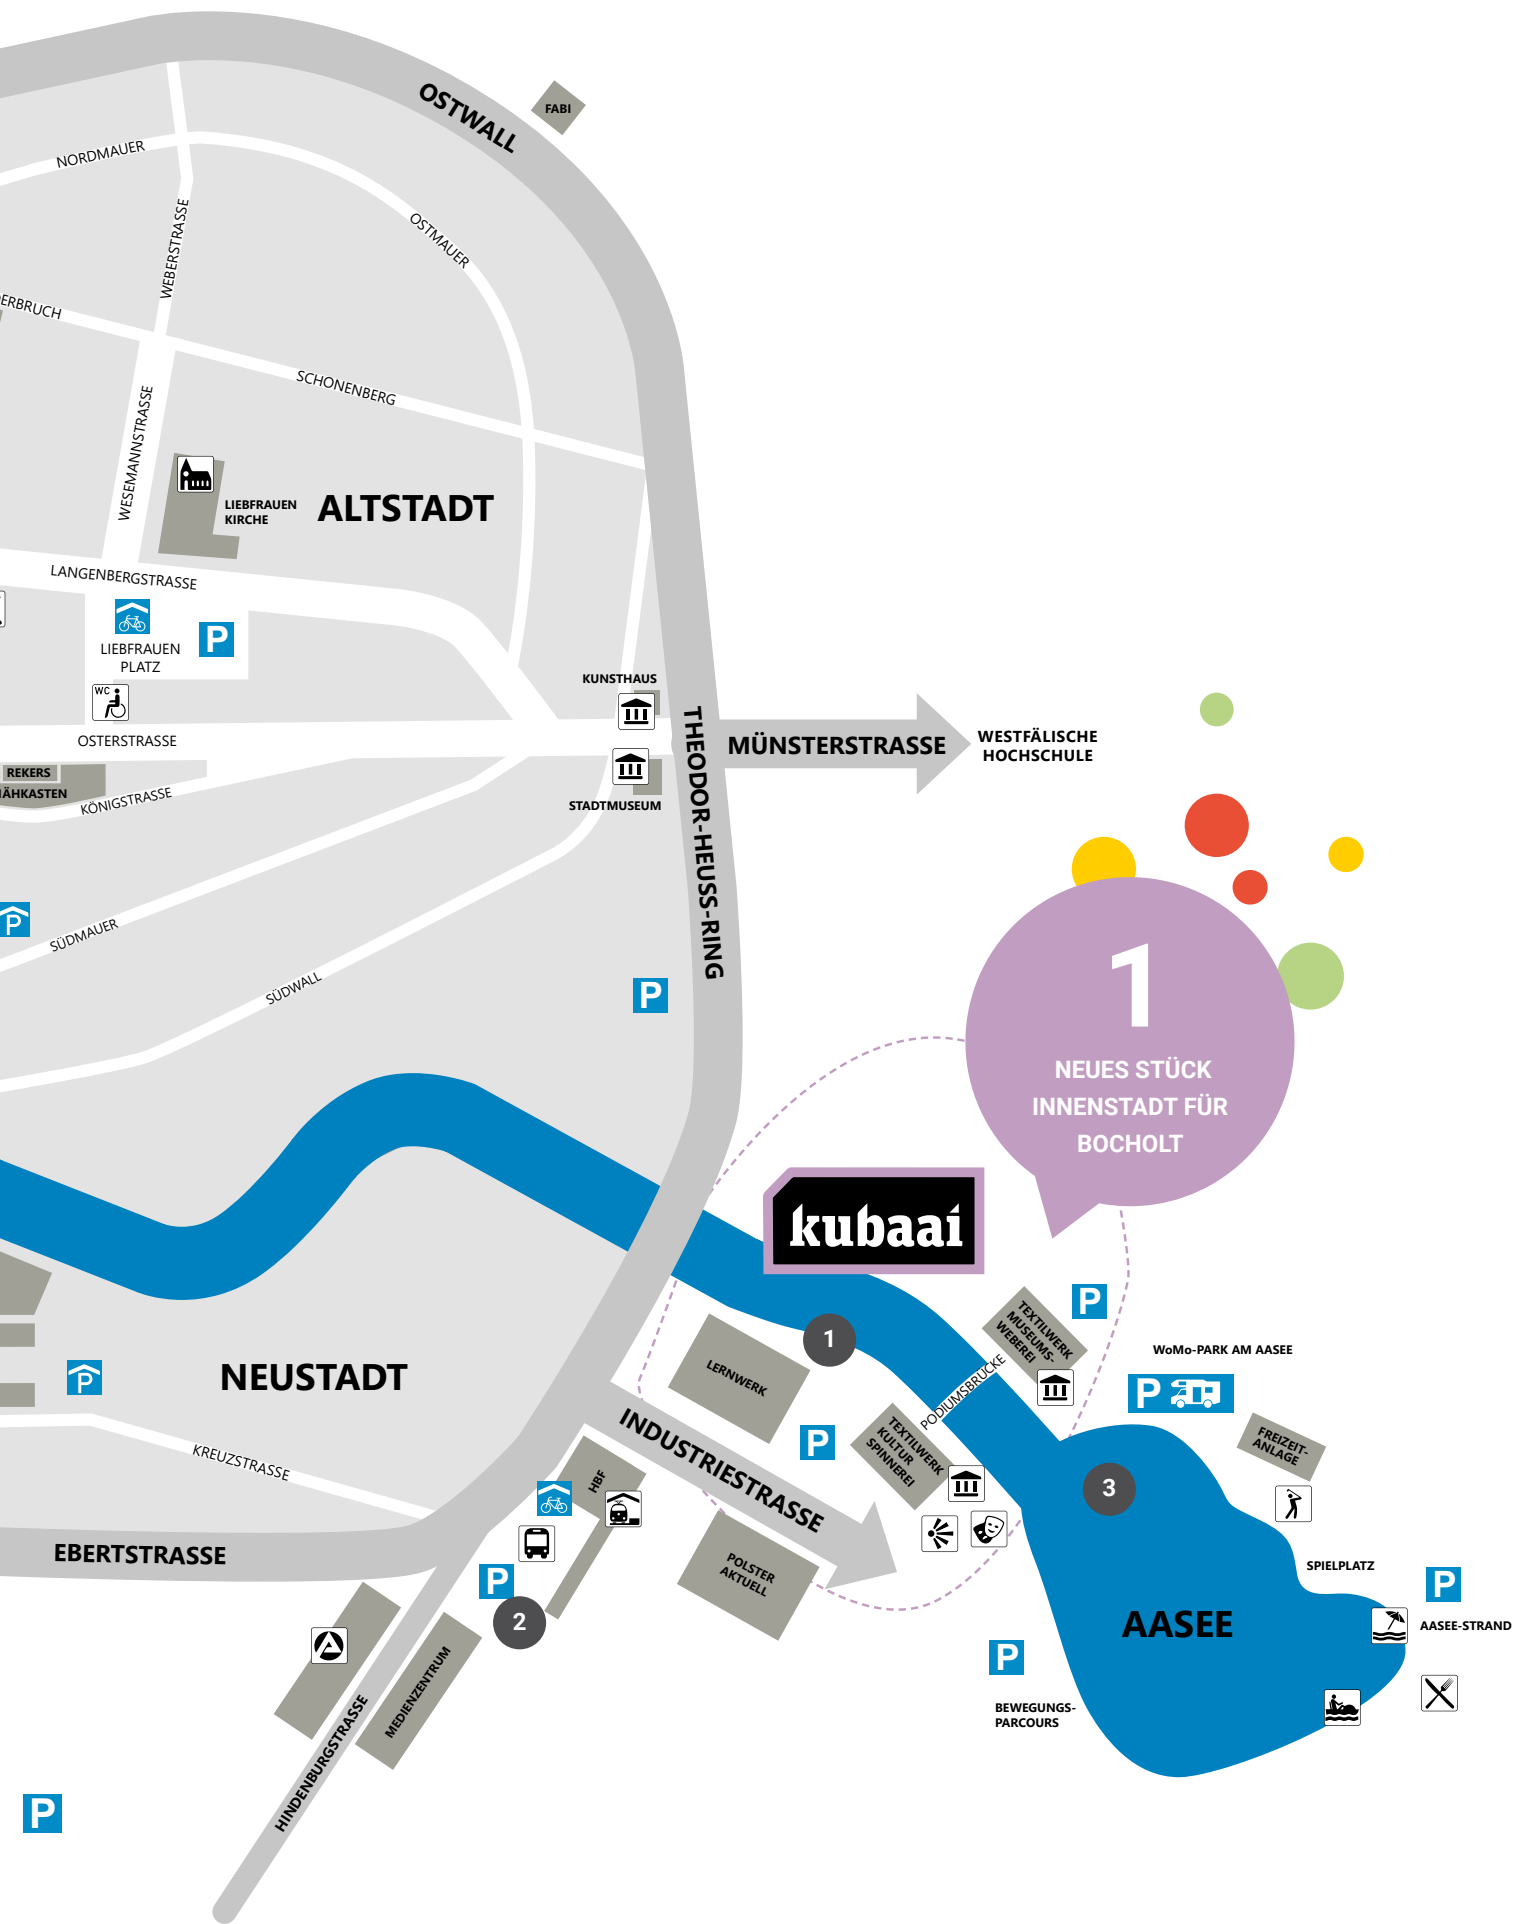 OSTWALL
FABI
NORDMAUER
WEBERSTRASSE
OSTMAUER
ERBRUCH
SCHONENBERG
WESEMANNSTRASSE
LIEBFRAUEN
KIRCHE
ALTSTADT
LANGENBERGSTRASSE
P
LIEBFRAUEN
PLATZ
WC
KUNSTHAUS
OSTERSTRASSE
THEODOR-HEUSS-RING
MÜNSTERSTRASSE
WESTFÄLISCHE
HOCHSCHULE
REKERS
ÄHKASTEN
KÖNIGSTRASSE
STADTMUSEUM
P
SÜDMAUER
SÜDWALL
P
1
NEUES STÜCK
INNENSTADT FÜR
BOCHOLT
kubaai
P
TEXTILWERK
MUSEUMS-
WEBEREI
1
WoMo-PARK AM AASEE
P
LERNWERK
PODIUMSBRÜCKE
P
NEUSTADT
INDUSTRIESTRASSE
P
TEXTILWERK
KULTUR
SPINNEREI
FREIZEIT-
ANLAGE
KREUZSTRASSE
HBF
3
EBERTSTRASSE
POLSTER
AKTUELL
P
2
SPIELPLATZ
P
AASEE
AASEE-STRAND
P
MEDIENZENTRUM
BEWEGUNGS-
PARCOURS
HINDENBURGSTRASSE
P